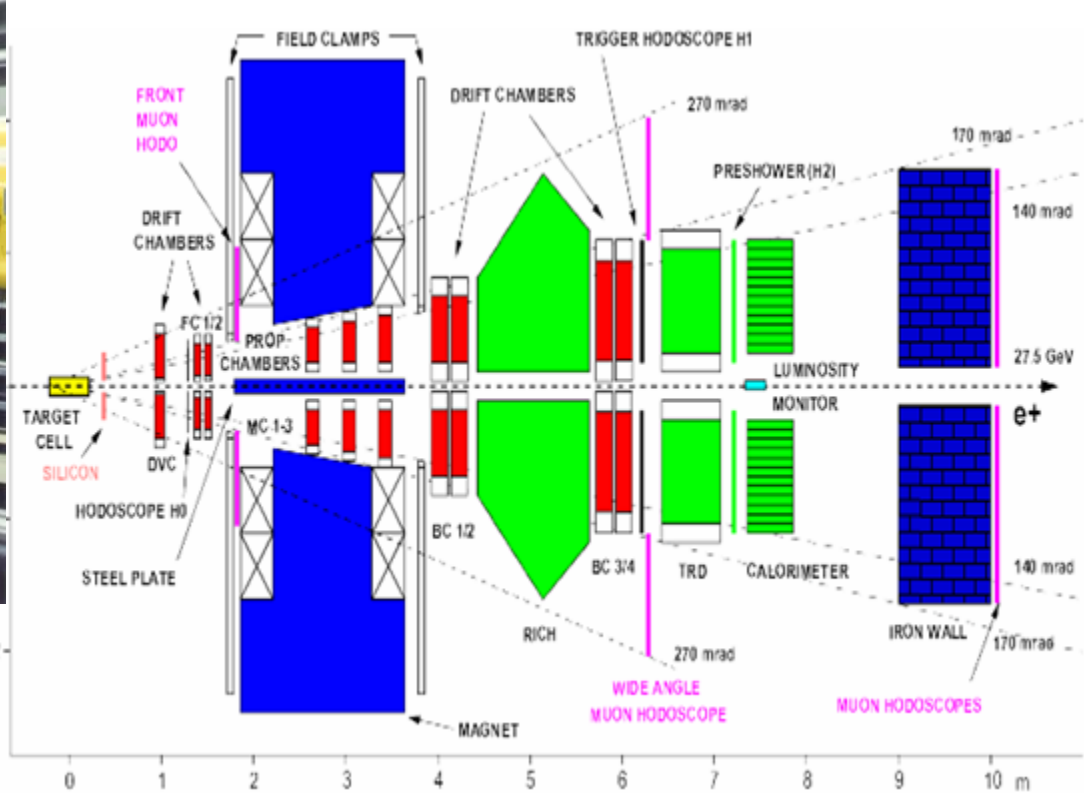 FIELD CLAMPS
TRIGGER HODOSCOPE H1
FRONT
MUON
HODO
DRIFT CHAMBERS
270 mrad
170 mrad
PRESHOWER (H2)
DRIFT
CHAMBERS
140 mrad
FC 1/2
PROP
CHAMBERS
27.5 GeV
LUMINOSITY
MONITOR
e+
TARGET
CELL
SILICON
DVC
MC 1-3
HODOSCOPE H0
STEEL PLATE
BC 1/2
BC 3/4
TRD
CALORIMETER
140 mrad
RICH
IRON WALL
170 mrad
270 mrad
WIDE ANGLE
MUON HODOSCOPE
MUON HODOSCOPES
MAGNET
0 1 2 3 4 5 6 7 8 9 10 m